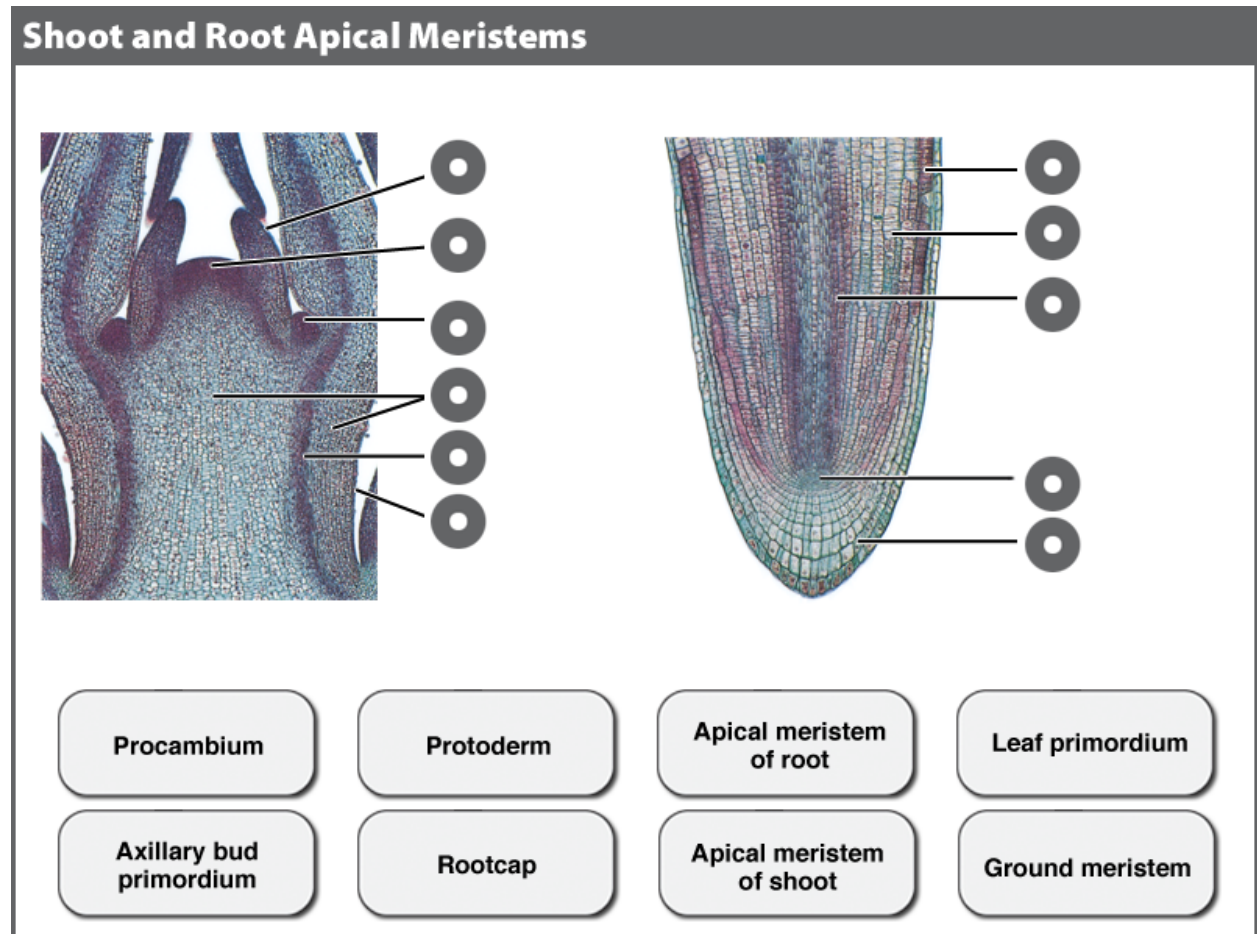 Shoot and Root Apical Meristems
Procambium
Protoderm
Apical meristem
of root
Leaf primordium
Axillary bud
primordium
Rootcap
Apical meristem
of shoot
Ground meristem